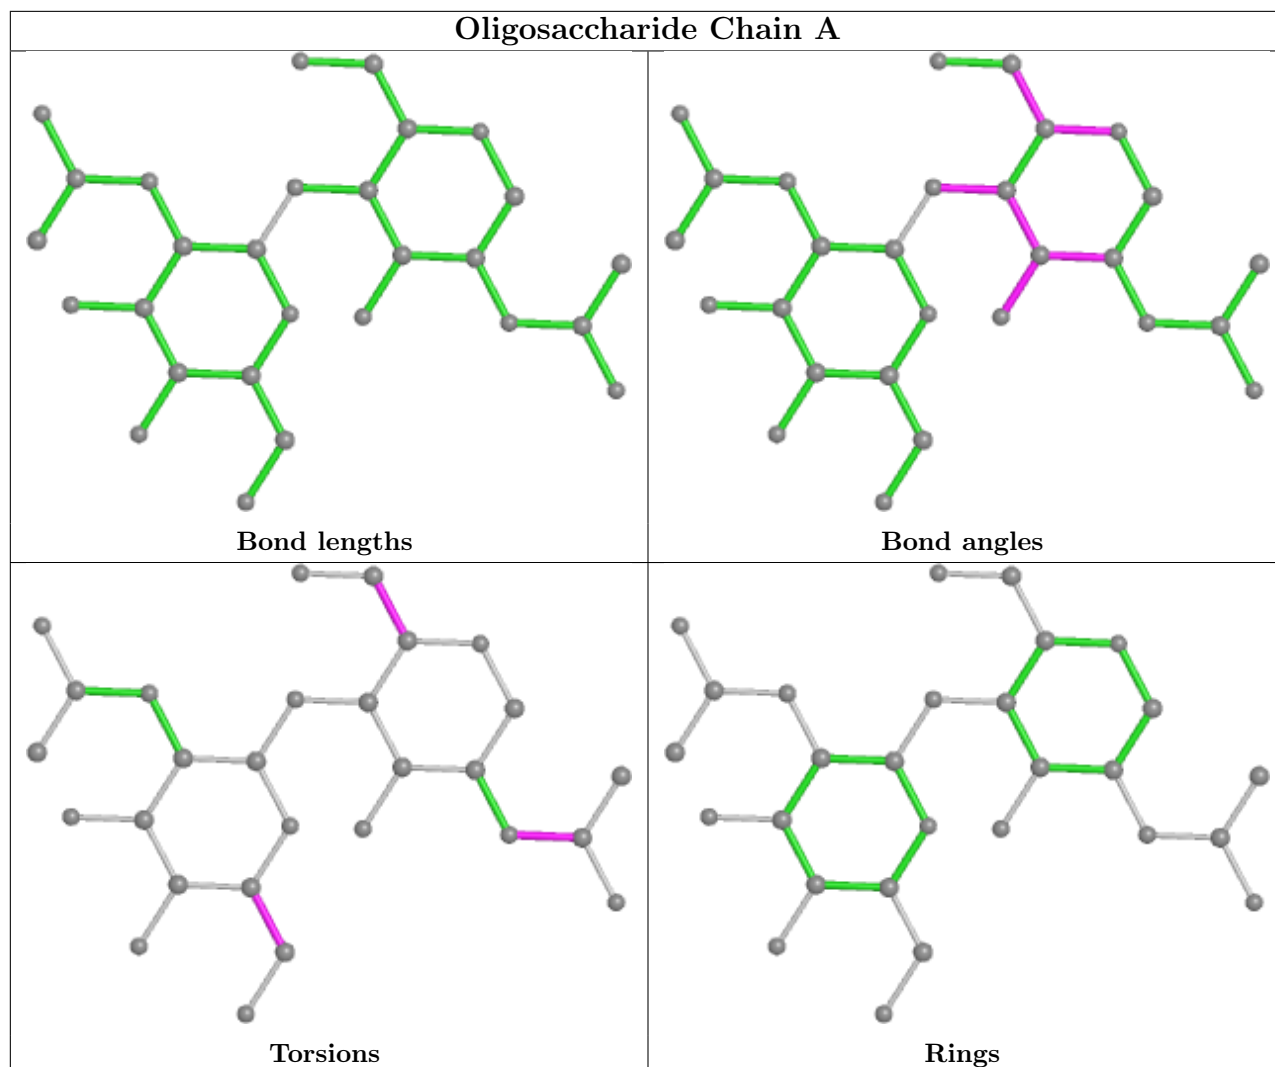 Oligosaccharide Chain A
Bond lengths
Bond angles
Torsions
Rings